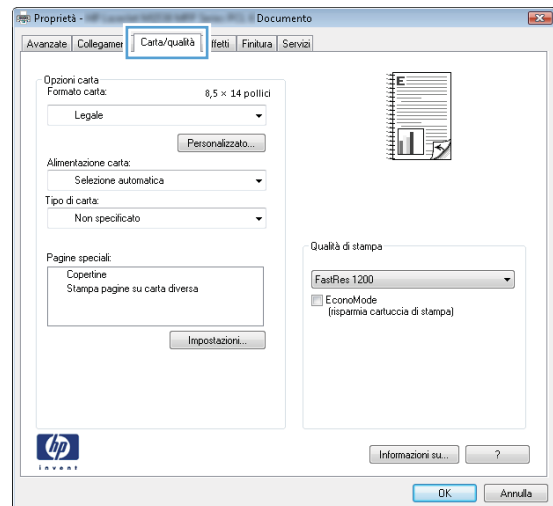 Proprietà - Documento
Avanzate Collegamen Carta/qualità ffetti Finitura Servizi
Opzioni carta
Formato carta: 8,5 × 14 pollici
Legale
Personalizzato...
Alimentazione carta:
Selezione automatica
Tipo di carta:
Non specificato
Pagine speciali:
Copertine
Stampa pagine su carta diversa
Impostazioni...
E
Qualità di stampa
FastRes 1200
EconoMode
(risparmia cartuccia di stampa)
hp
invent
Informazioni su... ?
OK Annulla